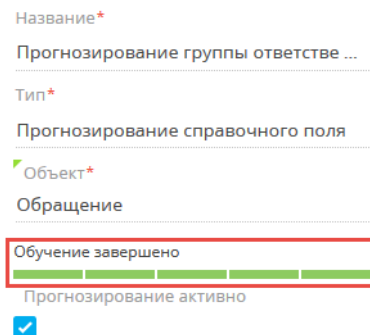 Название*
Прогнозирование группы ответстве ...
Тип*
Прогнозирование справочного поля
Объект*
Обращение
Обучение завершено
Прогнозирование активно